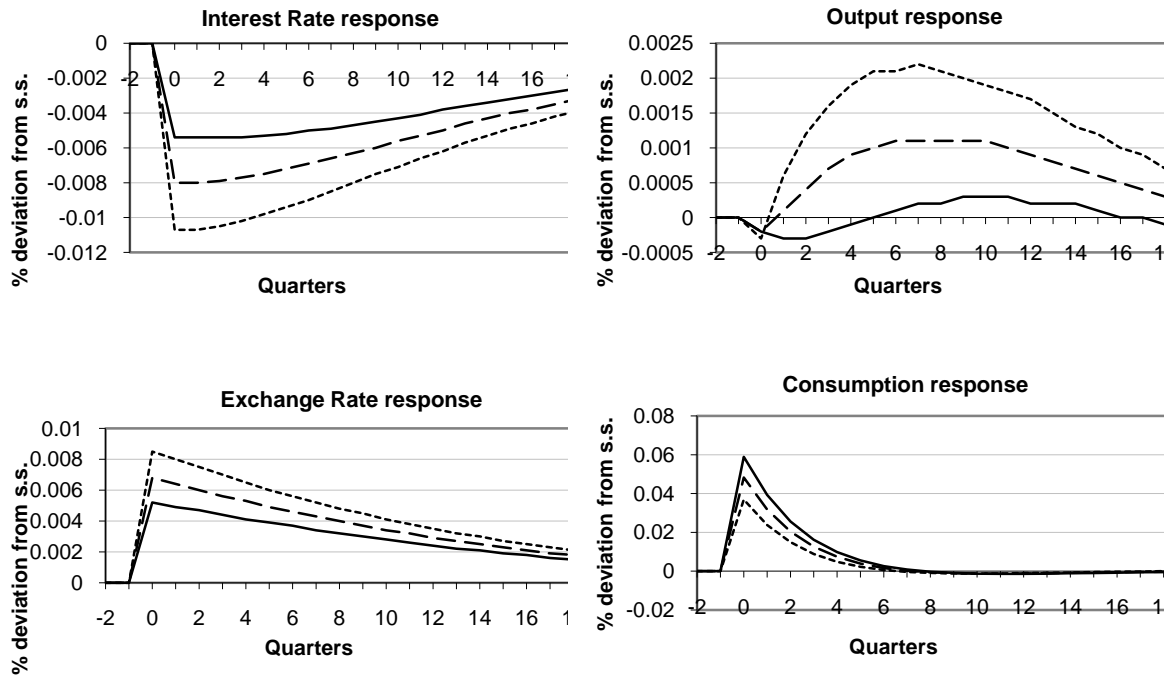 Interest Rate response
0
-0.002
-0.004
-0.006
-0.008
-0.01
-0.012
-2 0 2 4 6 8 10 12 14 16
% deviation from s.s.
Quarters
Output response
0.0025
0.002
0.0015
0.001
0.0005
0
-0.0005
-2 0 2 4 6 8 10 12 14 16 1
% deviation from s.s.
Quarters
Exchange Rate response
0.01
0.008
0.006
0.004
0.002
0
-2 0 2 4 6 8 10 12 14 16 1
% deviation from s.s.
Quarters
Consumption response
0.08
0.06
0.04
0.02
0
-0.02
-2 0 2 4 6 8 10 12 14 16 1
% deviation from s.s.
Quarters